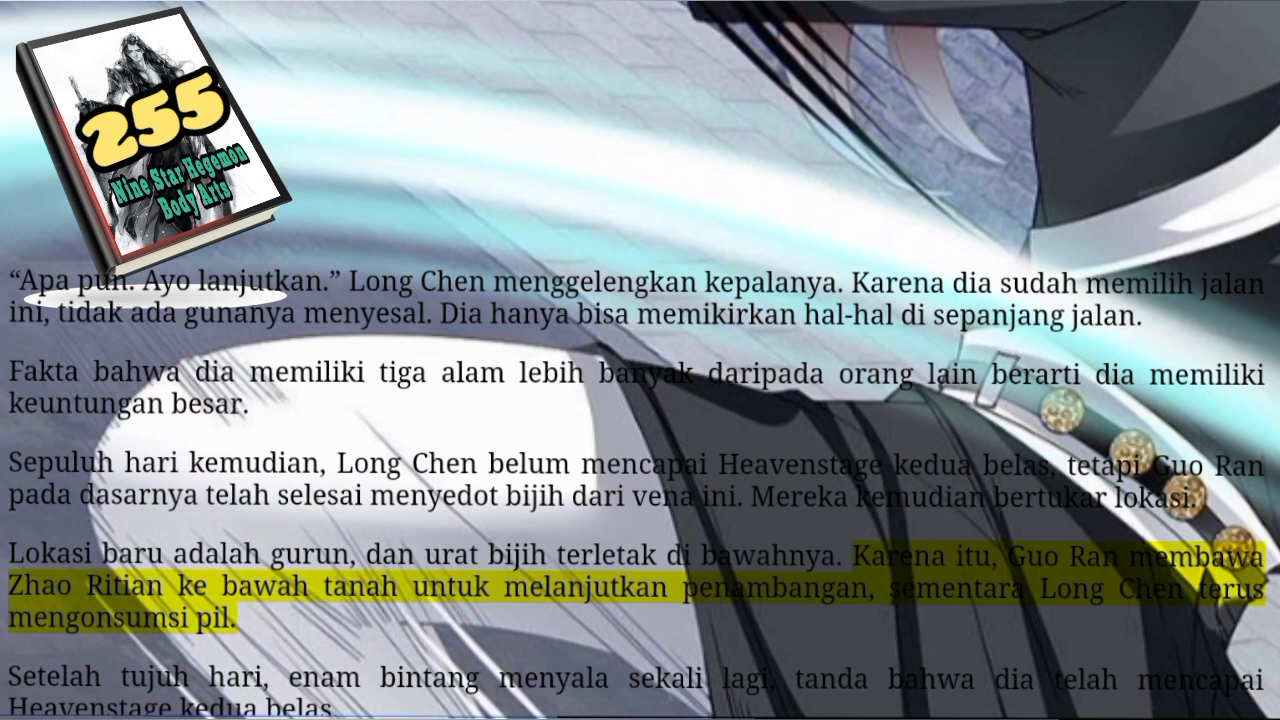 255
Nine Star Hegemon
Body Arts
“Apa pun. Ayo lanjutkan.” Long Chen menggelengkan kepalanya. Karena dia sudah memilih jalan
ini, tidak ada gunanya menyesal. Dia hanya bisa memikirkan hal-hal di sepanjang jalan.
Fakta bahwa dia memiliki tiga alam lebih banyak daripada orang lain berarti dia memiliki
keuntungan besar.
Sepuluh hari kemudian, Long Chen belum mencapai Heavenstage kedua belas, tetapi Guo Ran
pada dasarnya telah selesai menyedot bijih dari vena ini. Mereka kemudian bertukar lokasi.
Lokasi baru adalah gurun, dan urat bijih terletak di bawahnya. Karena itu, Guo Ran membawa
Zhao Ritian ke bawah tanah untuk melanjutkan penambangan, sementara Long Chen terus
mengonsumsi pil.
Setelah tujuh hari, enam bintang menyala sekali lagi, tanda bahwa dia telah mencapai
Heavenstage kedua belas.